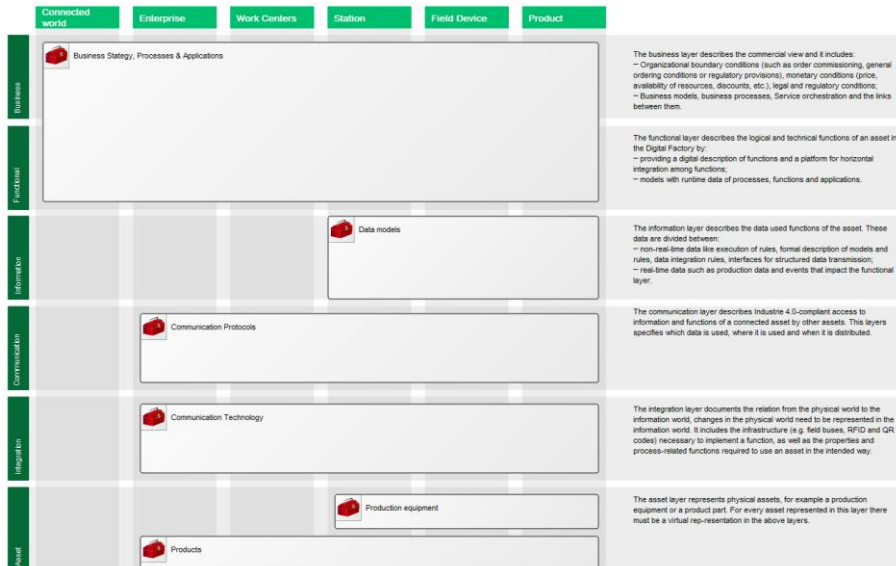 Connected
world
Enterprise
Work Centers
Station
Field Device
Product
Business
Business Stategy, Processes & Applications
The business layer describes the commercial view and it includes:
– Organizational boundary conditions (such as order commissioning, general
ordering conditions or regulatory provisions), monetary conditions (price,
availability of resources, discounts, etc.), legal and regulatory conditions;
– Business models, business processes, Service orchestration and the links
between them.
Functional
The functional layer describes the logical and technical functions of an asset in
the Digital Factory by:
– providing a digital description of functions and a platform for horizontal
integration among functions;
– models with runtime data of processes, functions and applications.
Information
Data models
The information layer describes the data used functions of the asset. These
data are divided between:
– non-real-time data like execution of rules, formal description of models and
rules, data integration rules, interfaces for structured data transmission;
– real-time data such as production data and events that impact the functional
layer.
Communication
Communication Protocols
The communication layer describes Industrie 4.0-compliant access to
information and functions of a connected asset by other assets. This layers
specifies which data is used, where it is used and when it is distributed.
Integration
Communication Technology
The integration layer documents the relation from the physical world to the
information world, changes in the physical world need to be represented in the
information world. It includes the infrastructure (e.g. field buses, RFID and QR
codes) necessary to implement a function, as well as the properties and
process-related functions required to use an asset in the intended way.
Asset
Production equipment
The asset layer represents physical assets, for example a production
equipment or a product part. For every asset represented in this layer there
must be a virtual rep-resentation in the above layers.
Products